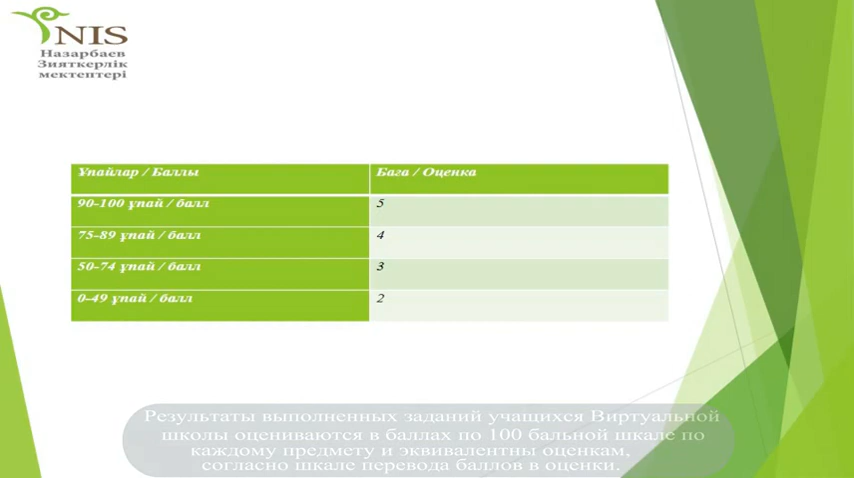 NIS
Назарбаев
Зияткерлік
мектептері
Ұпайлар / Баллы
Баға / Оценка
90-100 ұпай / балл
5
75-89 ұпай / балл
4
50-74 ұпай / балл
3
0-49 ұпай / балл
2
Результаты выполненных заданий учащихся Виртуальной
школы оцениваются в баллах по 100 бальной шкале по
каждому предмету и эквивалентны оценкам,
согласно шкале перевода баллов в оценки.